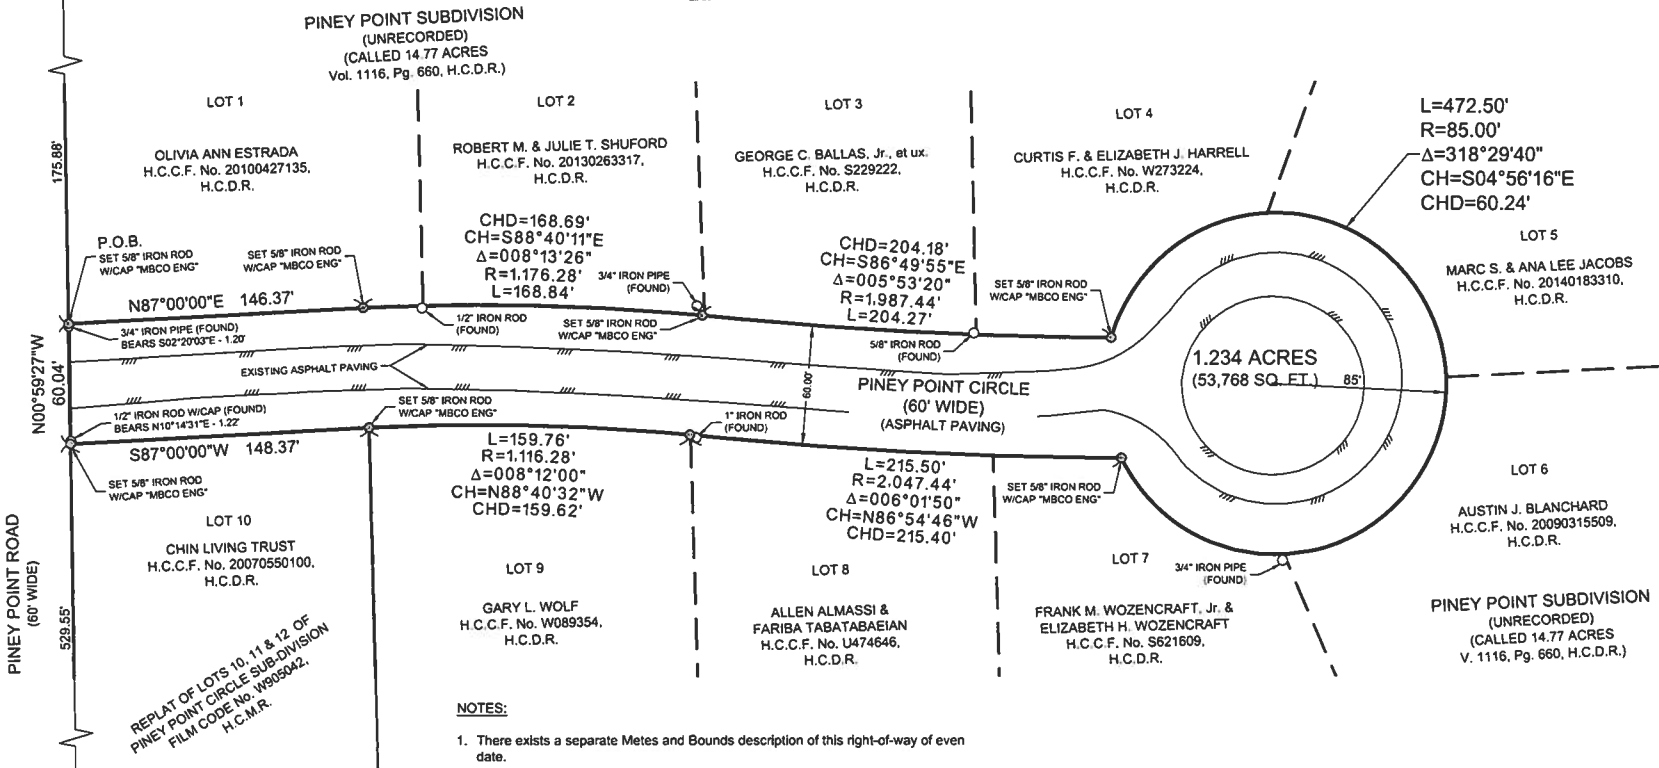 PINEY POINT SUBDIVISION
(UNRECORDED)
(CALLED 14.77 ACRES
Vol. 1116, Pg. 660, H.C.D.R.)
LOT 1
OLIVIA ANN ESTRADA
H.C.C.F. No. 20100427135,
H.C.D.R.
LOT 2
ROBERT M. & JULIE T. SHUFORD
H.C.C.F. No. 20130263317,
H.C.D.R.
LOT 3
GEORGE C. BALLAS, Jr., et ux.
H.C.C.F. No. S229222,
H.C.D.R.
LOT 4
CURTIS F. & ELIZABETH J. HARRELL
H.C.C.F. No. W273224,
H.C.D.R.
L=472.50'
R=85.00'
Δ=318°29'40"
CH=S04°56'16"E
CHD=60.24'
LOT 5
MARC S. & ANA LEE JACOBS
H.C.C.F. No. 20140183310,
H.C.D.R.
175.88'
P.O.B.
SET 5/8" IRON ROD
W/CAP "MBCO ENG"
SET 5/8" IRON ROD
W/CAP "MBCO ENG"
CHD=168.69'
CH=S88°40'11"E
Δ=008°13'26"
R=1,176.28'
L=168.84'
3/4" IRON PIPE
(FOUND)
CHD=204.18'
CH=S86°49'55"E
Δ=005°53'20"
R=1,987.44'
L=204.27'
SET 5/8" IRON ROD
W/CAP "MBCO ENG"
N87°00'00"E 146.37'
3/4" IRON PIPE (FOUND)
BEARS S02°20'03"E - 1.20'
1/2" IRON ROD
(FOUND)
SET 5/8" IRON ROD
W/CAP "MBCO ENG"
5/8" IRON ROD
(FOUND)
N00°59'27"W
60.04'
EXISTING ASPHALT PAVING
60.00'
PINEY POINT CIRCLE
(60' WIDE)
(ASPHALT PAVING)
1.234 ACRES
(53,768 SQ. FT.)
85'
1/2" IRON ROD W/CAP (FOUND)
BEARS N10°14'31"E - 1.22'
SET 5/8" IRON ROD
W/CAP "MBCO ENG"
1" IRON ROD
(FOUND)
S87°00'00"W 148.37'
SET 5/8" IRON ROD
W/CAP "MBCO ENG"
L=159.76'
R=1,116.28'
Δ=008°12'00"
CH=N88°40'32"W
CHD=159.62'
L=215.50'
R=2,047.44'
Δ=006°01'50"
CH=N86°54'46"W
CHD=215.40'
SET 5/8" IRON ROD
W/CAP "MBCO ENG"
LOT 6
AUSTIN J. BLANCHARD
H.C.C.F. No. 20090315509,
H.C.D.R.
LOT 10
CHIN LIVING TRUST
H.C.C.F. No. 20070550100,
H.C.D.R.
LOT 9
GARY L. WOLF
H.C.C.F. No. W089354,
H.C.D.R.
LOT 8
ALLEN ALMASSI &
FARIBA TABATABAEIAN
H.C.C.F. No. U474646,
H.C.D.R.
LOT 7
3/4" IRON PIPE
(FOUND)
FRANK M. WOZENCRAFT, Jr. &
ELIZABETH H. WOZENCRAFT
H.C.C.F. No. S621609,
H.C.D.R.
PINEY POINT SUBDIVISION
(UNRECORDED)
(CALLED 14.77 ACRES
V. 1116, Pg. 660, H.C.D.R.)
PINEY POINT ROAD
(60' WIDE)
529.55'
REPLAT OF LOTS 10, 11 & 12 OF
PINEY POINT CIRCLE SUB-DIVISION
FILM CODE No. W905042,
H.C.M.R.
NOTES:
1. There exists a separate Metes and Bounds description of this right-of-way of even
date.